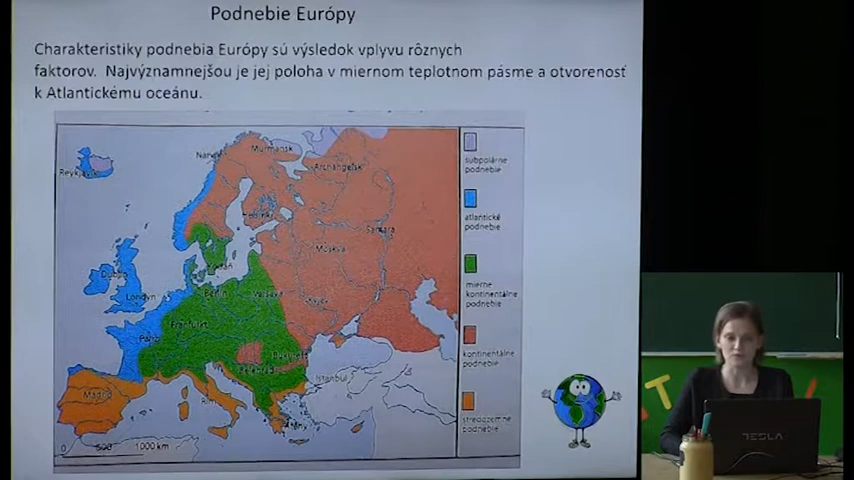 Podnebie Európy
Charakteristiky podnebia Európy sú výsledok vplyvu rôznych
faktorov. Najvýznamnejšou je jej poloha v miernom teplotnom pásme a otvorenosť
k Atlantickému oceánu.
Murmansk
Reykjavík
Archangeľsk
Helsinki
Samara
Moskva
Dublin
Londýn
Berlín
Varšava
Kyjev
Frankfurt
Paríž
Bukurešť
Belehrad
Istanbul
Madrid
0 500 1000 km
subpolárne
podnebie
atlantické
podnebie
mierne
kontinentálne
podnebie
kontinentálne
podnebie
stredozemné
podnebie
T
TESLA